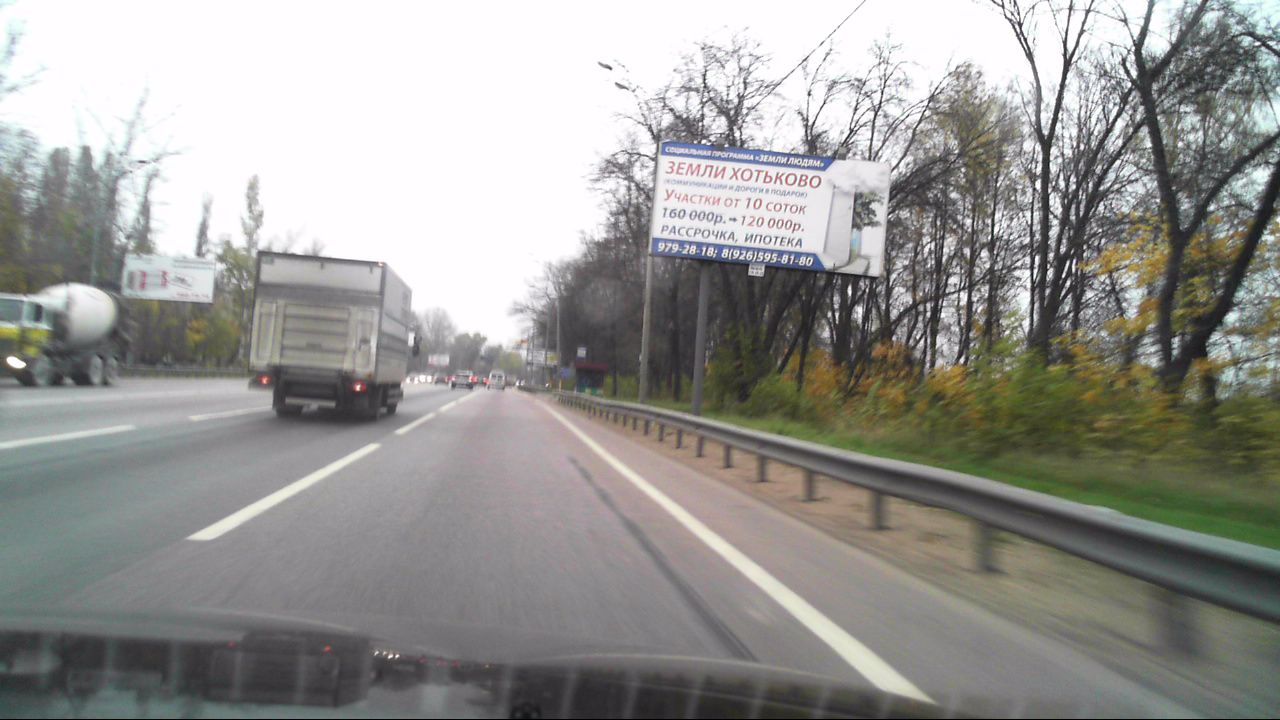 СОЦИАЛЬНАЯ ПРОГРАММА «ЗЕМЛИ ЛЮДЯМ»
ЗЕМЛИ ХОТЬКОВО
(КОММУНИКАЦИИ И ДОРОГИ В ПОДАРОК)
УЧАСТКИ ОТ 10 СОТОК
160 000р. → 120 000р.
РАССРОЧКА, ИПОТЕКА
979-28-18; 8(926)595-81-80